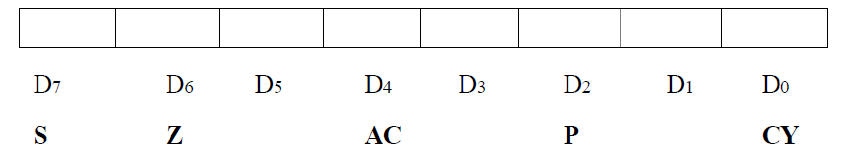 D7 D6 D5 D4 D3 D2 D1 D0
S Z AC P CY